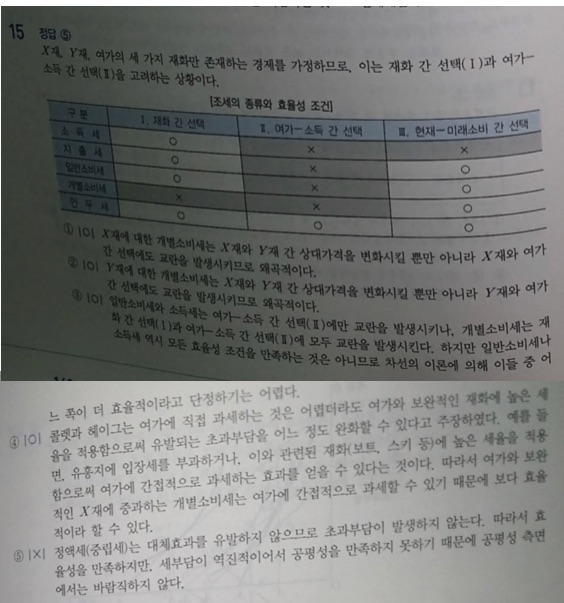 15 정답 ⑤
X재, Y재, 여가의 세 가지 재화만 존재하는 경제를 가정하므로, 이는 재화 간 선택(Ⅰ)과 여가-
소득 간 선택(Ⅱ)을 고려하는 상황이다.
[조세의 종류와 효율성 조건]
구분 Ⅰ. 재화 간 선택 Ⅱ. 여가-소득 간 선택 Ⅲ. 현재-미래소비 간 선택
소득세 ○ × ×
지출세 ○ × ○
일반소비세 ○ × ○
개별소비세 × × ○
인두세 ○ ○ ○
① |O| X재에 대한 개별소비세는 X재와 Y재 간 상대가격을 변화시킬 뿐만 아니라 X재와 여가
간 선택에도 교란을 발생시키므로 왜곡적이다.
② |O| Y재에 대한 개별소비세는 X재와 Y재 간 상대가격을 변화시킬 뿐만 아니라 Y재와 여가
간 선택에도 교란을 발생시키므로 왜곡적이다.
③ |O| 일반소비세와 소득세는 여가-소득 간 선택(Ⅱ)에만 교란을 발생시키나, 개별소비세는 재
화 간 선택(Ⅰ)과 여가-소득 간 선택(Ⅱ)에 모두 교란을 발생시킨다. 하지만 일반소비세나
소득세 역시 모든 효율성 조건을 만족하는 것은 아니므로 차선의 이론에 의해 이들 중 어
느 쪽이 더 효율적이라고 단정하기는 어렵다.
④ |O| 콜렛과 헤이그는 여가에 직접 과세하는 것은 어렵더라도 여가와 보완적인 재화에 높은 세
율을 적용함으로써 유발되는 초과부담을 어느 정도 완화할 수 있다고 주장하였다. 예를 들
면, 유흥지에 입장세를 부과하거나, 이와 관련된 재화(보트, 스키 등)에 높은 세율을 적용
함으로써 여가에 간접적으로 과세하는 효과를 얻을 수 있다는 것이다. 따라서 여가와 보완
적인 X재에 중과하는 개별소비세는 여가에 간접적으로 과세할 수 있기 때문에 보다 효율
적이라 할 수 있다.
⑤ |X| 정액세(중립세)는 대체효과를 유발하지 않으므로 초과부담이 발생하지 않는다. 따라서 효
율성을 만족하지만, 세부담이 역진적이어서 공평성을 만족하지 못하기 때문에 공평성 측면
에서는 바람직하지 않다.